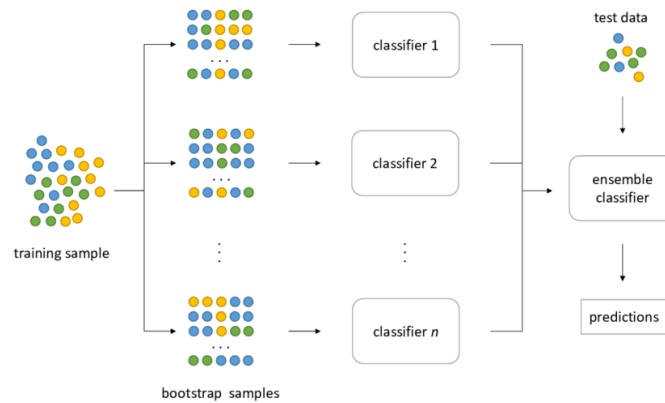 test data
classifier 1
...
classifier 2
...
ensemble
classifier
training sample
classifier n
predictions
...
bootstrap samples